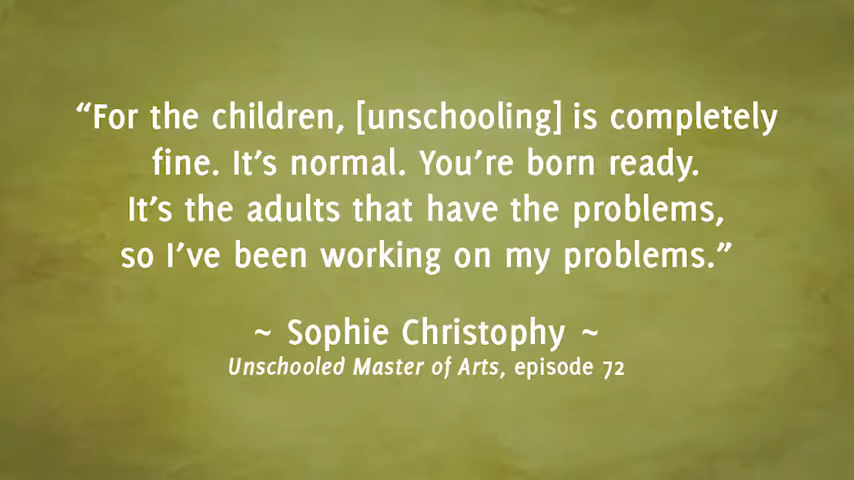 “For the children, [unschooling] is completely
fine. It’s normal. You’re born ready.
It’s the adults that have the problems,
so I’ve been working on my problems.”
~ Sophie Christophy ~
Unschooled Master of Arts, episode 72